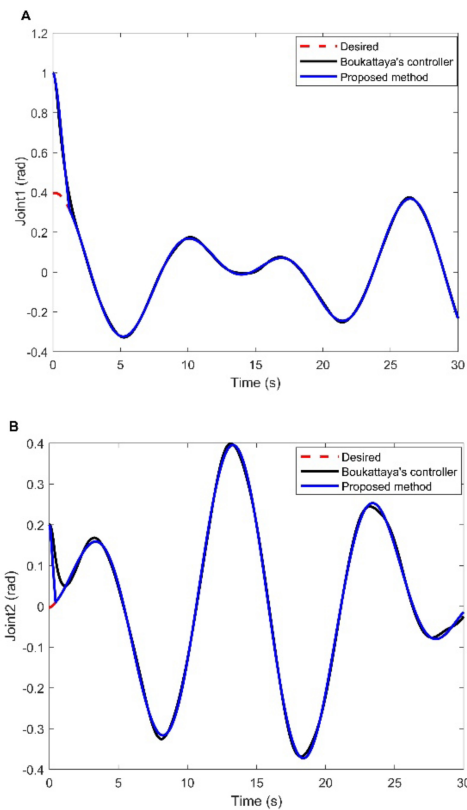 A
1.2
1
0.8
0.6
0.4
0.2
0
-0.2
-0.4
Joint1 (rad)
Desired
Boukattaya's controller
Proposed method
0 5 10 15 20 25 30
Time (s)
B
0.4
0.3
0.2
0.1
0
-0.1
-0.2
-0.3
-0.4
Joint2 (rad)
Desired
Boukattaya's controller
Proposed method
0 5 10 15 20 25 30
Time (s)